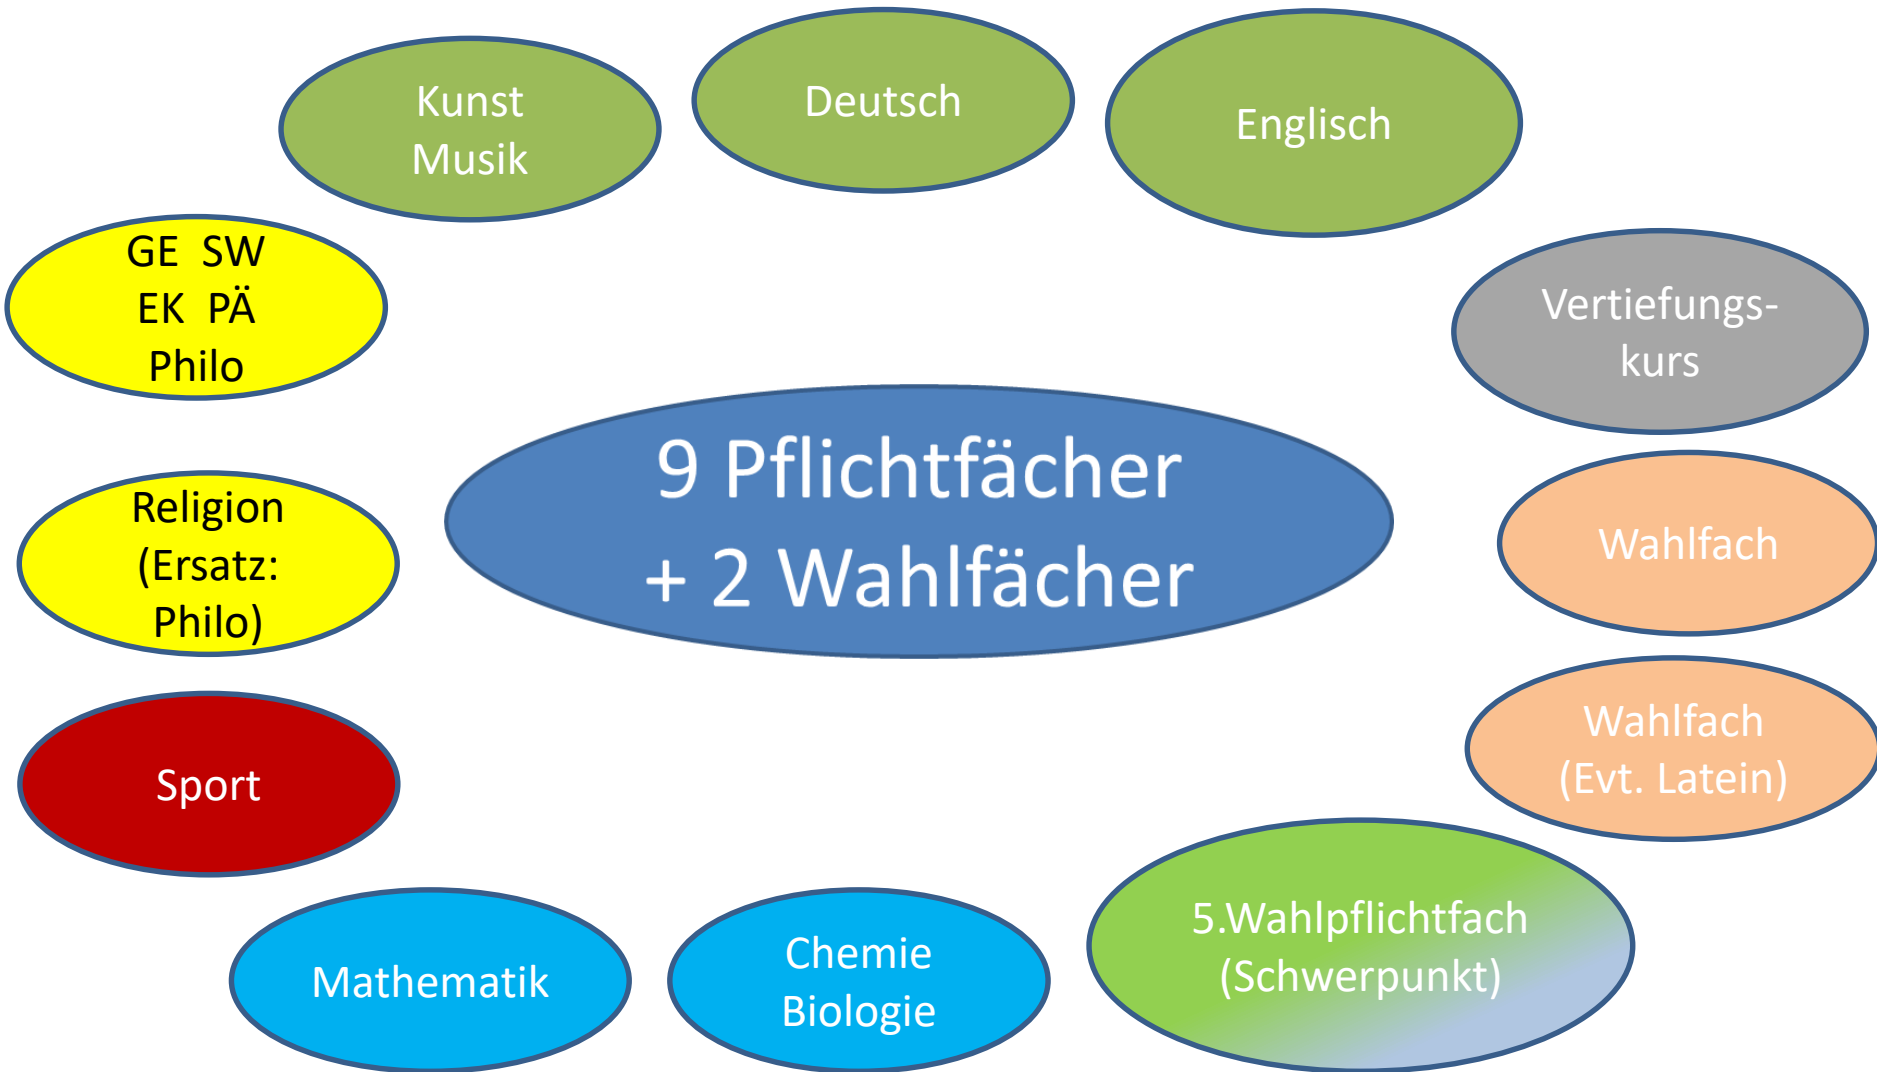 Kunst
Musik
Deutsch
Englisch
GE SW
EK PÄ
Philo
Vertiefungs-
kurs
9 Pflichtfächer
+ 2 Wahlfächer
Religion
(Ersatz:
Philo)
Wahlfach
Sport
Wahlfach
(Evt. Latein)
Mathematik
Chemie
Biologie
5.Wahlpflichtfach
(Schwerpunkt)